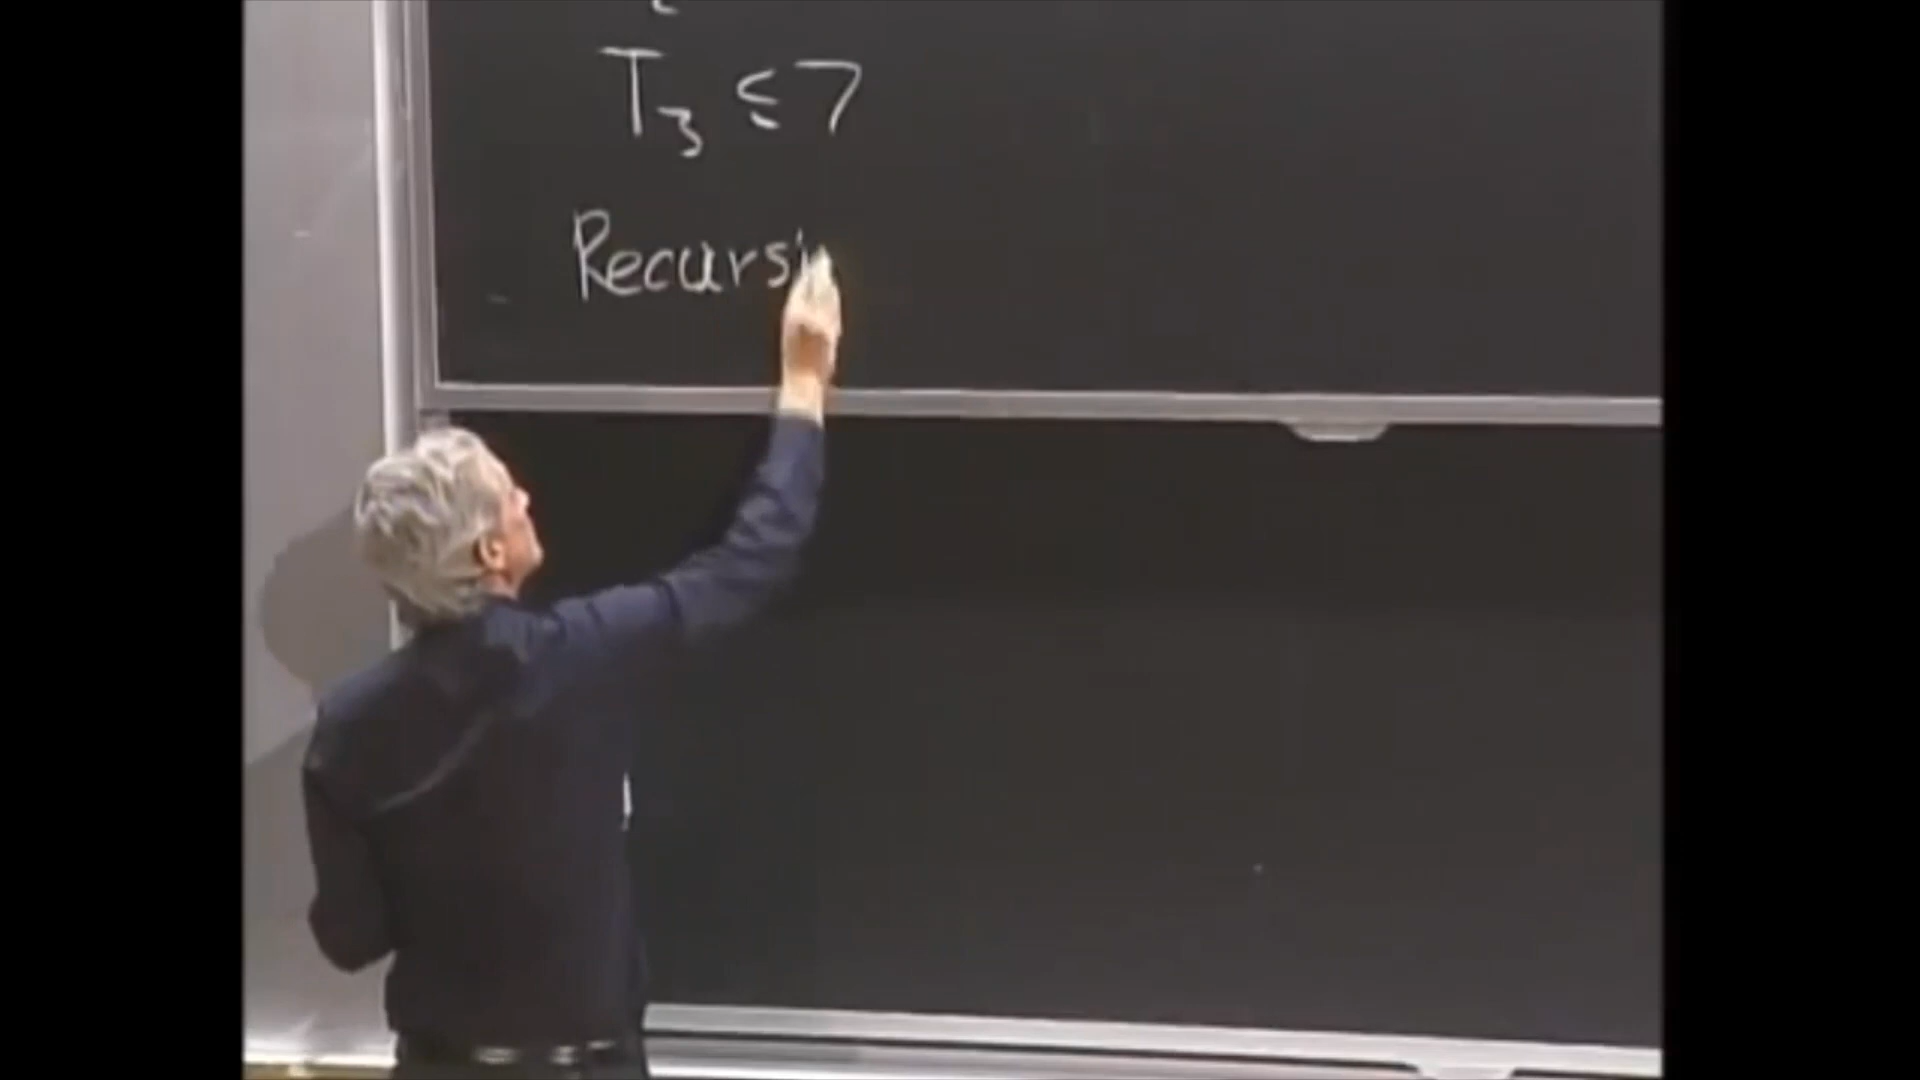 T₃ ≤ 7
Recursi